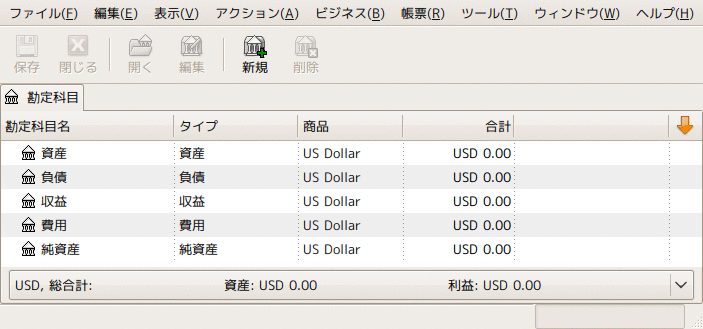 ファイル(F) 編集(E) 表示(V) アクション(A) ビジネス(B) 帳票(R) ツール(T) ウィンドウ(W) ヘルプ(H)
保存 閉じる 開く 編集 新規 削除
勘定科目
勘定科目名 タイプ 商品 合計
資産 資産 US Dollar USD 0.00
負債 負債 US Dollar USD 0.00
収益 収益 US Dollar USD 0.00
費用 費用 US Dollar USD 0.00
純資産 純資産 US Dollar USD 0.00
USD, 総合計: 資産: USD 0.00 利益: USD 0.00